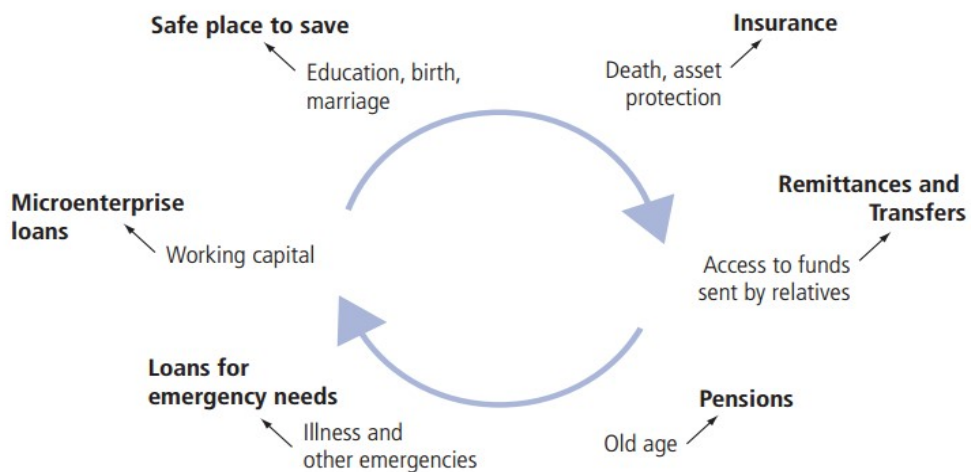 Safe place to save
Education, birth,
marriage
Insurance
Death, asset
protection
Microenterprise
loans
Working capital
Remittances and
Transfers
Access to funds
sent by relatives
Loans for
emergency needs
Illness and
other emergencies
Pensions
Old age